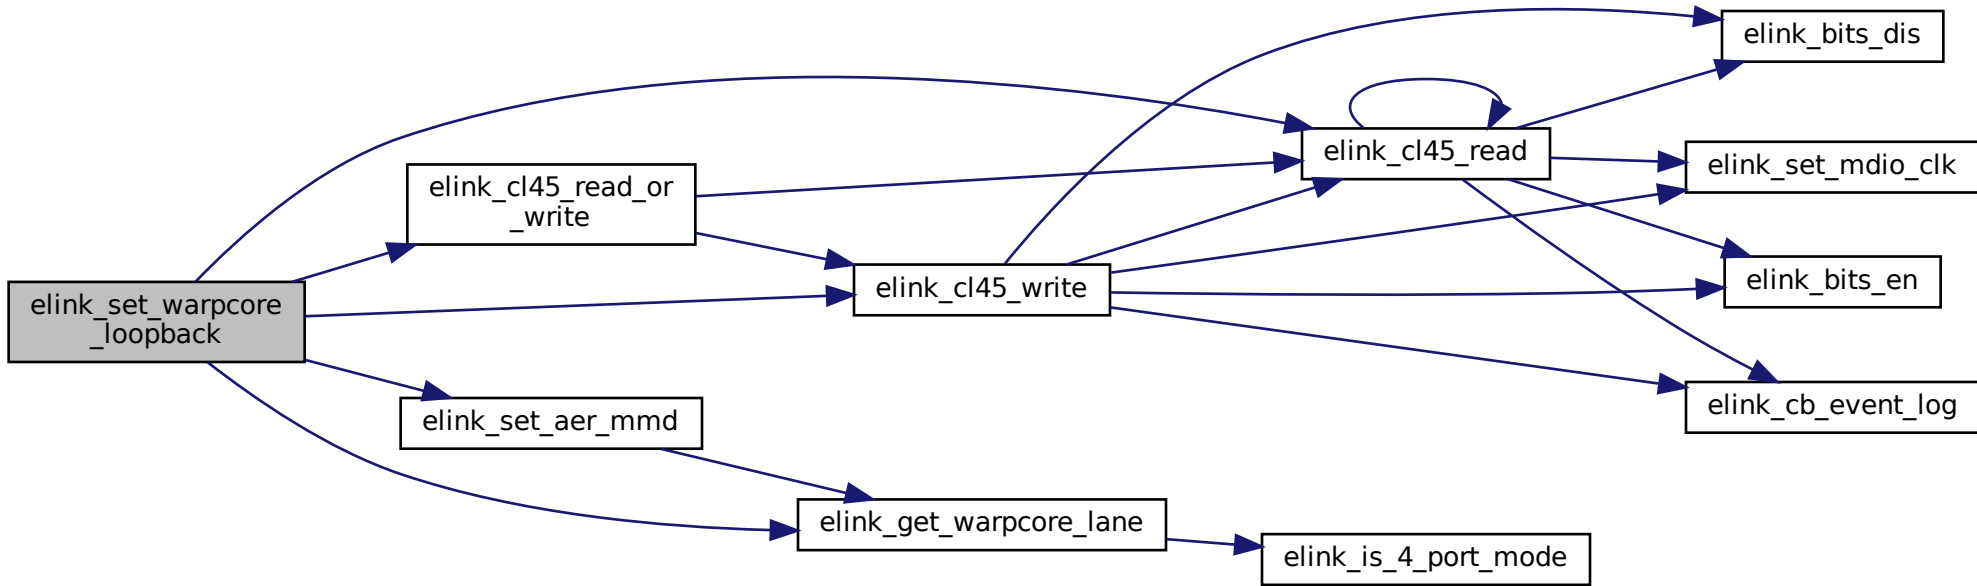 elink_set_warpcore
_loopback
elink_cl45_read_or
_write
elink_set_aer_mmd
elink_cl45_write
elink_get_warpcore_lane
elink_cl45_read
elink_is_4_port_mode
elink_bits_dis
elink_set_mdio_clk
elink_bits_en
elink_cb_event_log